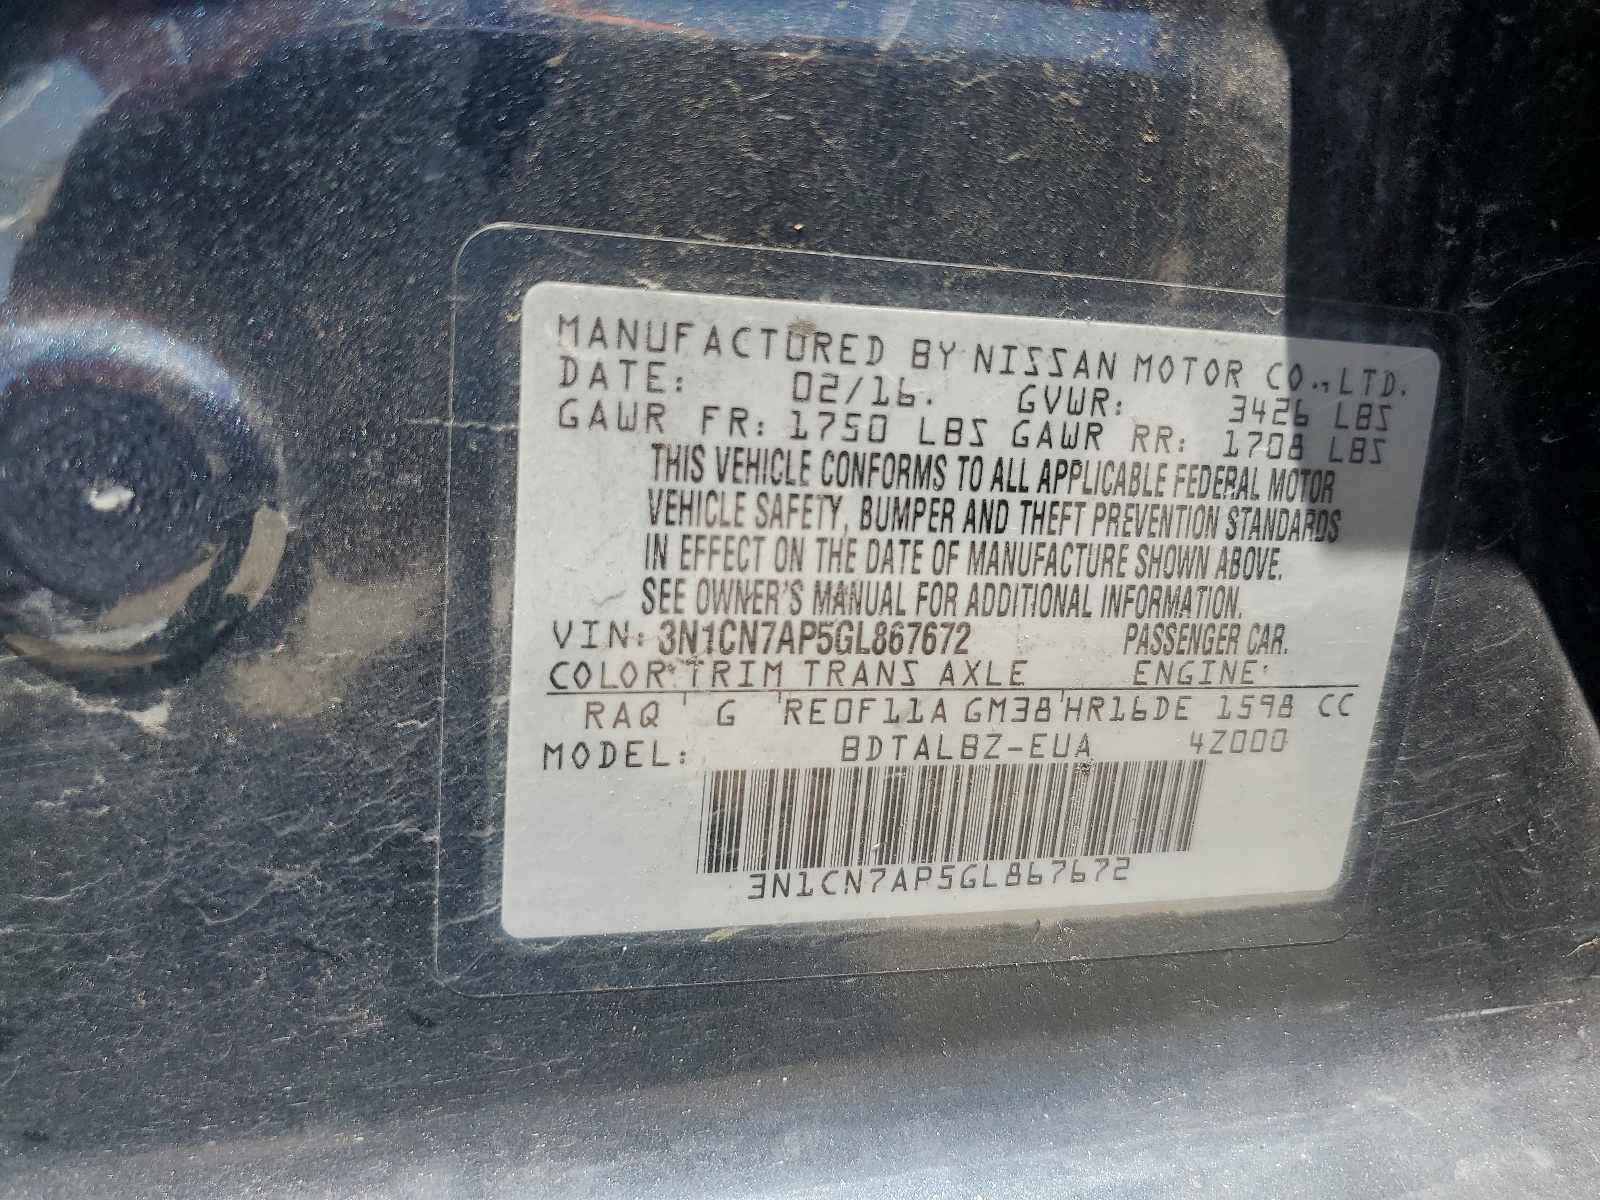 MANUFACTURED BY NISSAN MOTOR CO., LTD.
DATE: 02/16. GVWR: 3426 LBS
GAWR FR: 1750 LBS GAWR RR: 1708 LBS
THIS VEHICLE CONFORMS TO ALL APPLICABLE FEDERAL MOTOR
VEHICLE SAFETY, BUMPER AND THEFT PREVENTION STANDARDS
IN EFFECT ON THE DATE OF MANUFACTURE SHOWN ABOVE.
SEE OWNER'S MANUAL FOR ADDITIONAL INFORMATION.
VIN: 3N1CN7AP5GL867672 PASSENGER CAR.
COLOR TRIM TRANS AXLE ENGINE
RAQ G RE0F11A GM38 HR16DE 1598 CC
MODEL: BDTALBZ-EUA 4Z000
3N1CN7AP5GL867672